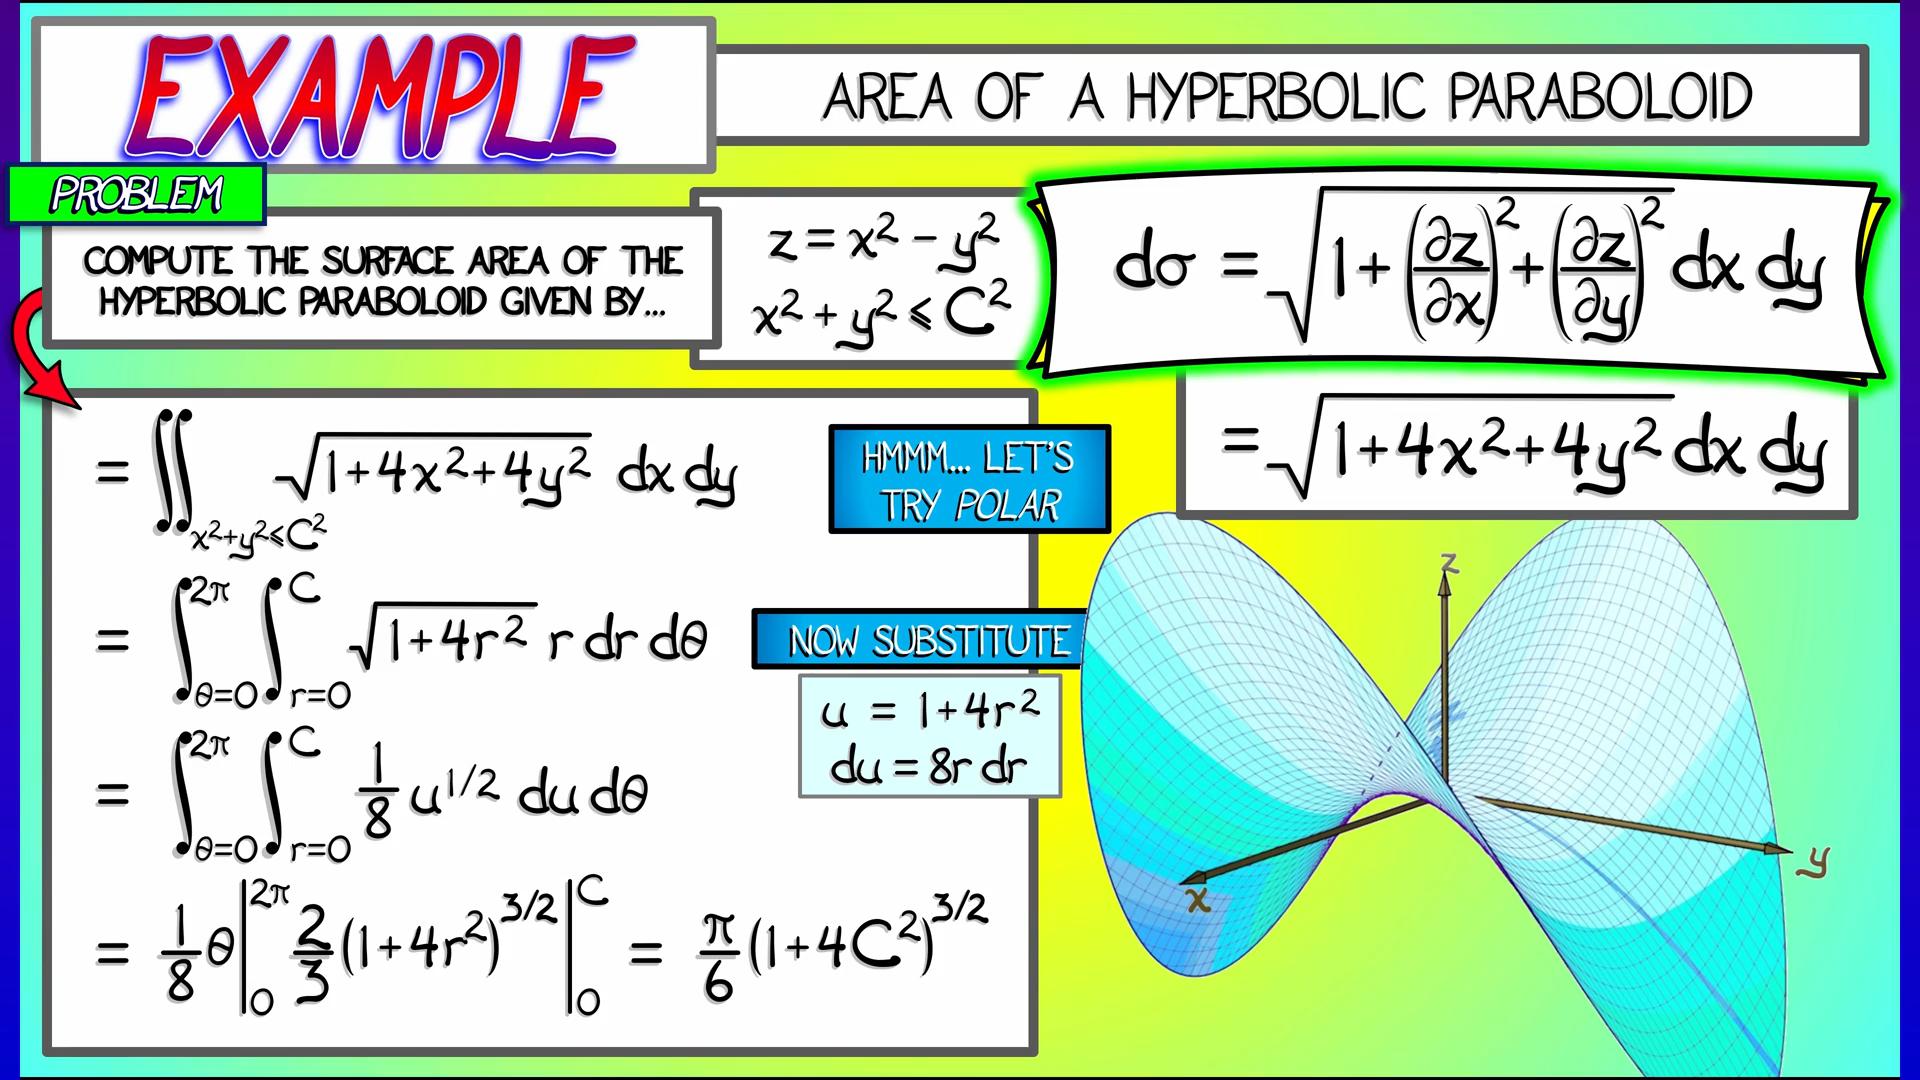 EXAMPLE
AREA OF A HYPERBOLIC PARABOLOID
PROBLEM
COMPUTE THE SURFACE AREA OF THE
HYPERBOLIC PARABOLOID GIVEN BY...
z = x² - y²
x² + y² ≤ C²
dσ = √(1 + (∂z/∂x)² + (∂z/∂y)²) dx dy
= √(1+4x²+4y²) dx dy
= ∬_{x²+y²≤C²} √(1+4x²+4y²) dx dy
HMMM... LET'S
TRY POLAR
= ∫_{θ=0}^{2π} ∫_{r=0}^{C} √(1+4r²) r dr dθ
NOW SUBSTITUTE
u = 1+4r²
du = 8r dr
= ∫_{θ=0}^{2π} ∫_{r=0}^{C} 1/8 u^{1/2} du dθ
= 1/8 θ|_0^{2π} 2/3 (1+4r²)^{3/2}|_0^C = π/6 (1+4C²)^{3/2}
z
x
y